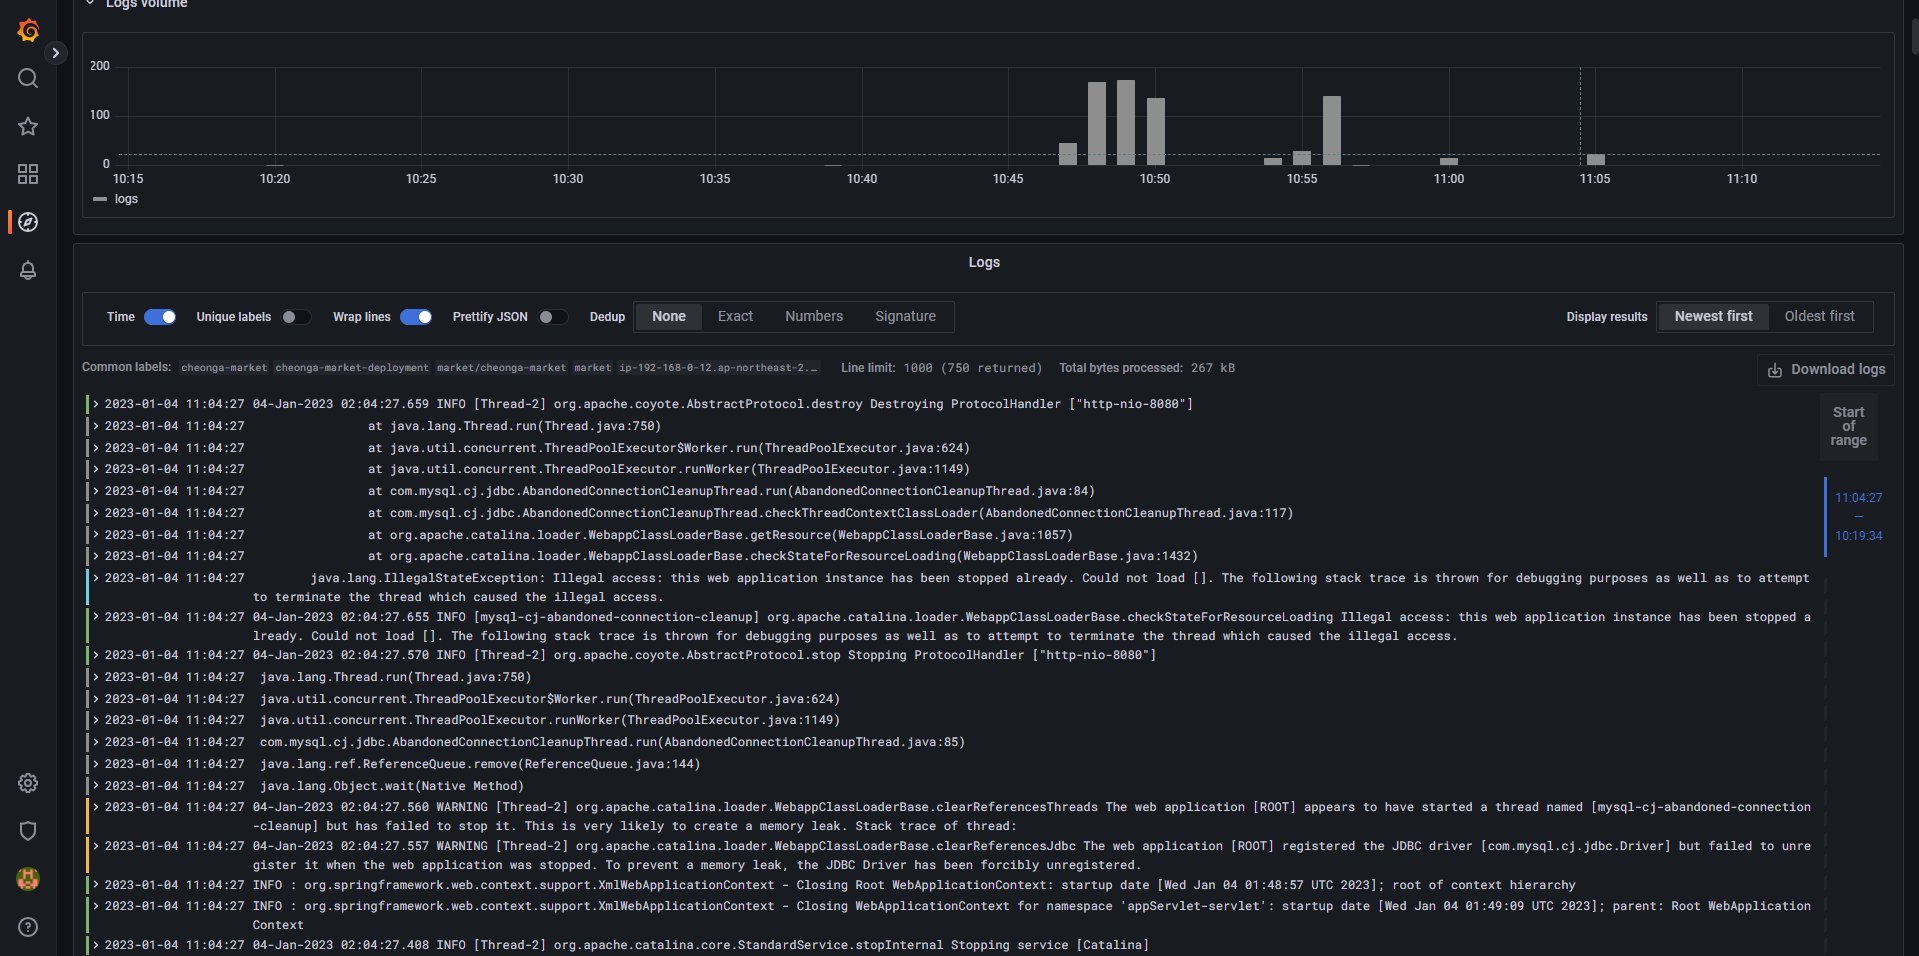 Logs volume
200
100
0
10:15 10:20 10:25 10:30 10:35 10:40 10:45 10:50 10:55 11:00 11:05 11:10
logs
Logs
Time Unique labels Wrap lines Prettify JSON Dedup None Exact Numbers Signature Display results Newest first Oldest first
Common labels: cheonga-market cheonga-market-deployment market/cheonga-market market ip-192-168-0-12.ap-northeast-2.… Line limit: 1000 (750 returned) Total bytes processed: 267 kB Download logs
Start
of
range
11:04:27
—
10:19:34
2023-01-04 11:04:27 04-Jan-2023 02:04:27.659 INFO [Thread-2] org.apache.coyote.AbstractProtocol.destroy Destroying ProtocolHandler ["http-nio-8080"]
2023-01-04 11:04:27 at java.lang.Thread.run(Thread.java:750)
2023-01-04 11:04:27 at java.util.concurrent.ThreadPoolExecutor$Worker.run(ThreadPoolExecutor.java:624)
2023-01-04 11:04:27 at java.util.concurrent.ThreadPoolExecutor.runWorker(ThreadPoolExecutor.java:1149)
2023-01-04 11:04:27 at com.mysql.cj.jdbc.AbandonedConnectionCleanupThread.run(AbandonedConnectionCleanupThread.java:84)
2023-01-04 11:04:27 at com.mysql.cj.jdbc.AbandonedConnectionCleanupThread.checkThreadContextClassLoader(AbandonedConnectionCleanupThread.java:117)
2023-01-04 11:04:27 at org.apache.catalina.loader.WebappClassLoaderBase.getResource(WebappClassLoaderBase.java:1057)
2023-01-04 11:04:27 at org.apache.catalina.loader.WebappClassLoaderBase.checkStateForResourceLoading(WebappClassLoaderBase.java:1432)
2023-01-04 11:04:27 java.lang.IllegalStateException: Illegal access: this web application instance has been stopped already. Could not load []. The following stack trace is thrown for debugging purposes as well as to attempt
to terminate the thread which caused the illegal access.
2023-01-04 11:04:27 04-Jan-2023 02:04:27.655 INFO [mysql-cj-abandoned-connection-cleanup] org.apache.catalina.loader.WebappClassLoaderBase.checkStateForResourceLoading Illegal access: this web application instance has been stopped a
lready. Could not load []. The following stack trace is thrown for debugging purposes as well as to attempt to terminate the thread which caused the illegal access.
2023-01-04 11:04:27 04-Jan-2023 02:04:27.570 INFO [Thread-2] org.apache.coyote.AbstractProtocol.stop Stopping ProtocolHandler ["http-nio-8080"]
2023-01-04 11:04:27 java.lang.Thread.run(Thread.java:750)
2023-01-04 11:04:27 java.util.concurrent.ThreadPoolExecutor$Worker.run(ThreadPoolExecutor.java:624)
2023-01-04 11:04:27 java.util.concurrent.ThreadPoolExecutor.runWorker(ThreadPoolExecutor.java:1149)
2023-01-04 11:04:27 com.mysql.cj.jdbc.AbandonedConnectionCleanupThread.run(AbandonedConnectionCleanupThread.java:85)
2023-01-04 11:04:27 java.lang.ref.ReferenceQueue.remove(ReferenceQueue.java:144)
2023-01-04 11:04:27 java.lang.Object.wait(Native Method)
2023-01-04 11:04:27 04-Jan-2023 02:04:27.560 WARNING [Thread-2] org.apache.catalina.loader.WebappClassLoaderBase.clearReferencesThreads The web application [ROOT] appears to have started a thread named [mysql-cj-abandoned-connection
-cleanup] but has failed to stop it. This is very likely to create a memory leak. Stack trace of thread:
2023-01-04 11:04:27 04-Jan-2023 02:04:27.557 WARNING [Thread-2] org.apache.catalina.loader.WebappClassLoaderBase.clearReferencesJdbc The web application [ROOT] registered the JDBC driver [com.mysql.cj.jdbc.Driver] but failed to unre
gister it when the web application was stopped. To prevent a memory leak, the JDBC Driver has been forcibly unregistered.
2023-01-04 11:04:27 INFO : org.springframework.web.context.support.XmlWebApplicationContext - Closing Root WebApplicationContext: startup date [Wed Jan 04 01:48:57 UTC 2023]; root of context hierarchy
2023-01-04 11:04:27 INFO : org.springframework.web.context.support.XmlWebApplicationContext - Closing WebApplicationContext for namespace 'appServlet-servlet': startup date [Wed Jan 04 01:49:09 UTC 2023]; parent: Root WebApplication
Context
2023-01-04 11:04:27 04-Jan-2023 02:04:27.408 INFO [Thread-2] org.apache.catalina.core.StandardService.stopInternal Stopping service [Catalina]